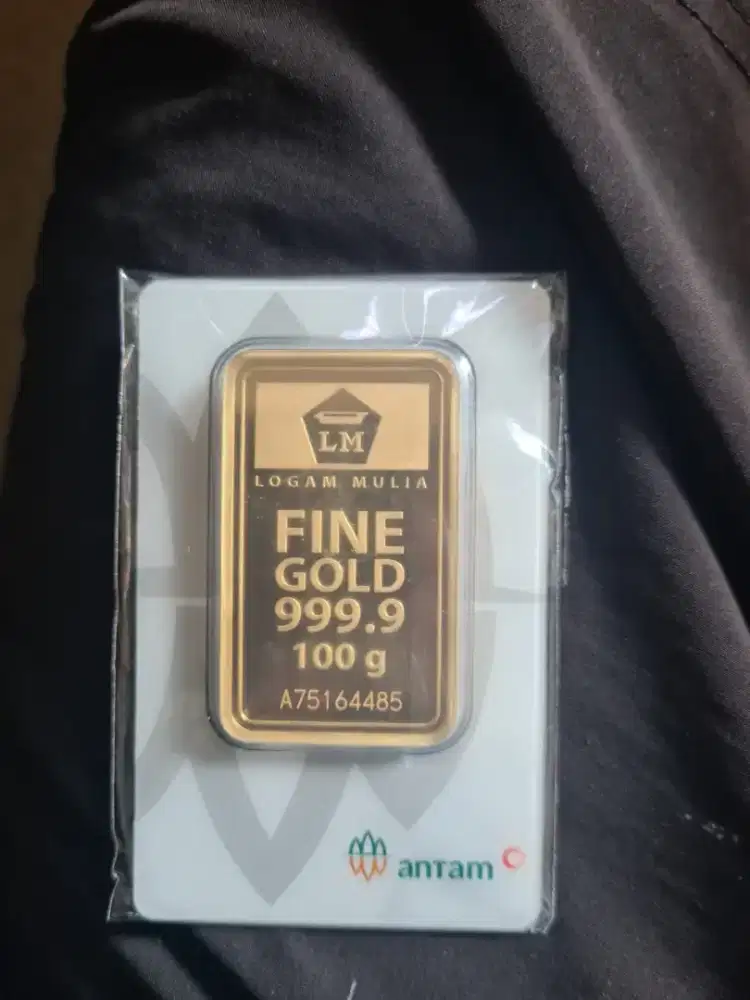 LM
LOGAM MULIA
FINE
GOLD
999.9
100 g
A75164485
antam